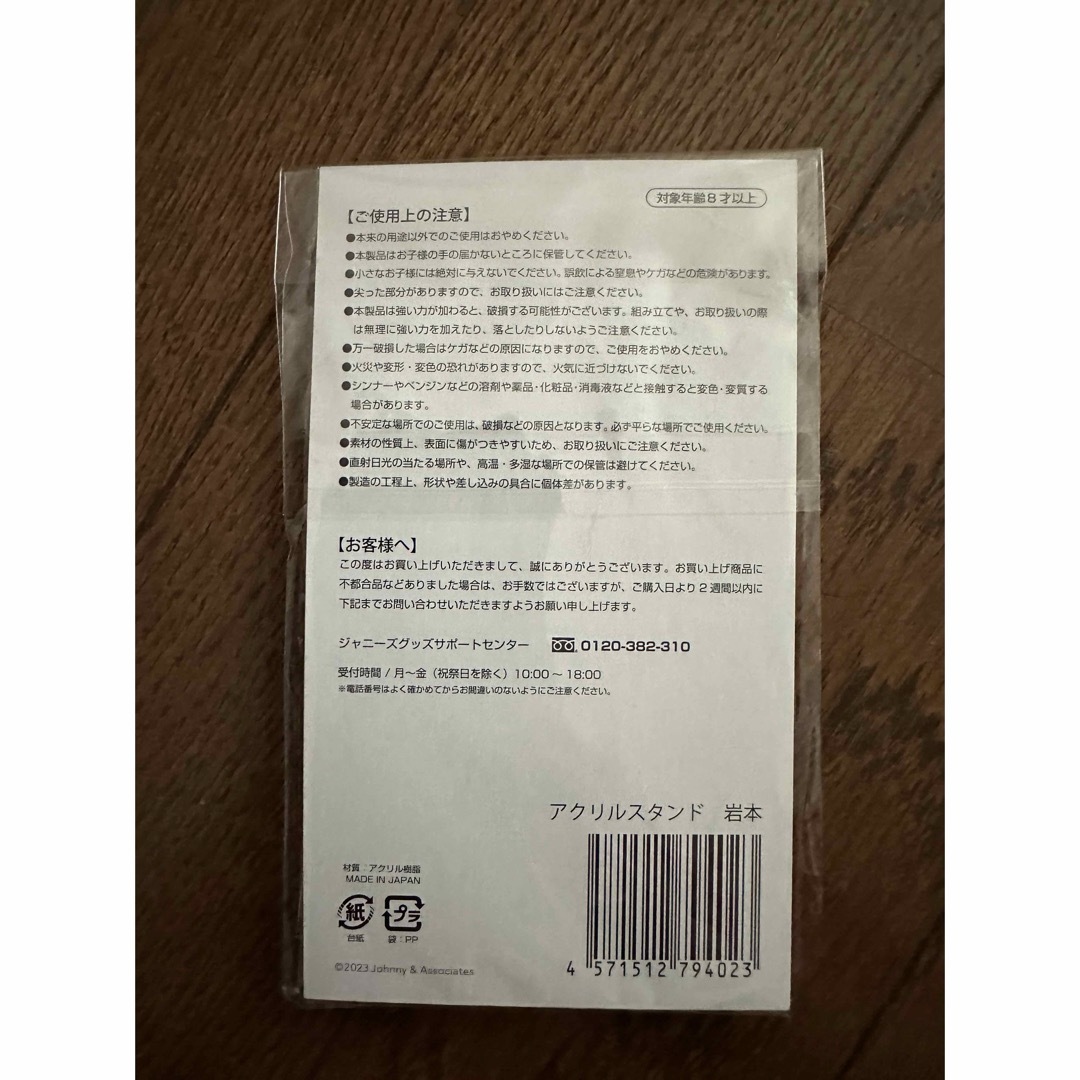 対象年齢8才以上
【ご使用上の注意】
●本来の用途以外でのご使用はおやめください。
●本製品はお子様の手の届かないところに保管してください。
●小さなお子様には絶対に与えないでください。誤飲による窒息やケガなどの危険があります。
●尖った部分がありますので、お取り扱いにはご注意ください。
●本製品は強い力が加わると、破損する可能性がございます。組み立てや、お取り扱いの際
は無理に強い力を加えたり、落としたりしないようご注意ください。
●万一破損した場合はケガなどの原因になりますので、ご使用をおやめください。
●火災や変形・変色の恐れがありますので、火気に近づけないでください。
●シンナーやベンジンなどの溶剤や薬品・化粧品・消毒液などと接触すると変色・変質する
場合があります。
●不安定な場所でのご使用は、破損などの原因となります。必ず平らな場所でご使用ください。
●素材の性質上、表面に傷がつきやすいため、お取り扱いにご注意ください。
●直射日光の当たる場所や、高温・多湿な場所での保管は避けてください。
●製造の工程上、形状や差し込みの具合に個体差があります。
【お客様へ】
この度はお買い上げいただきまして、誠にありがとうございます。お買い上げ商品に
不都合品などありました場合は、お手数ではございますが、ご購入日より2週間以内に
下記までお問い合わせいただきますようお願い申し上げます。
ジャニーズグッズサポートセンター 0120-382-310
受付時間 / 月〜金（祝祭日を除く）10:00 〜 18:00
※電話番号はよく確かめてからお間違いのないようにご注意ください。
アクリルスタンド 岩本
材質:アクリル樹脂
MADE IN JAPAN
紙 プラ
台紙 袋:PP
©2023 Johnny & Associates
4 571512 794023